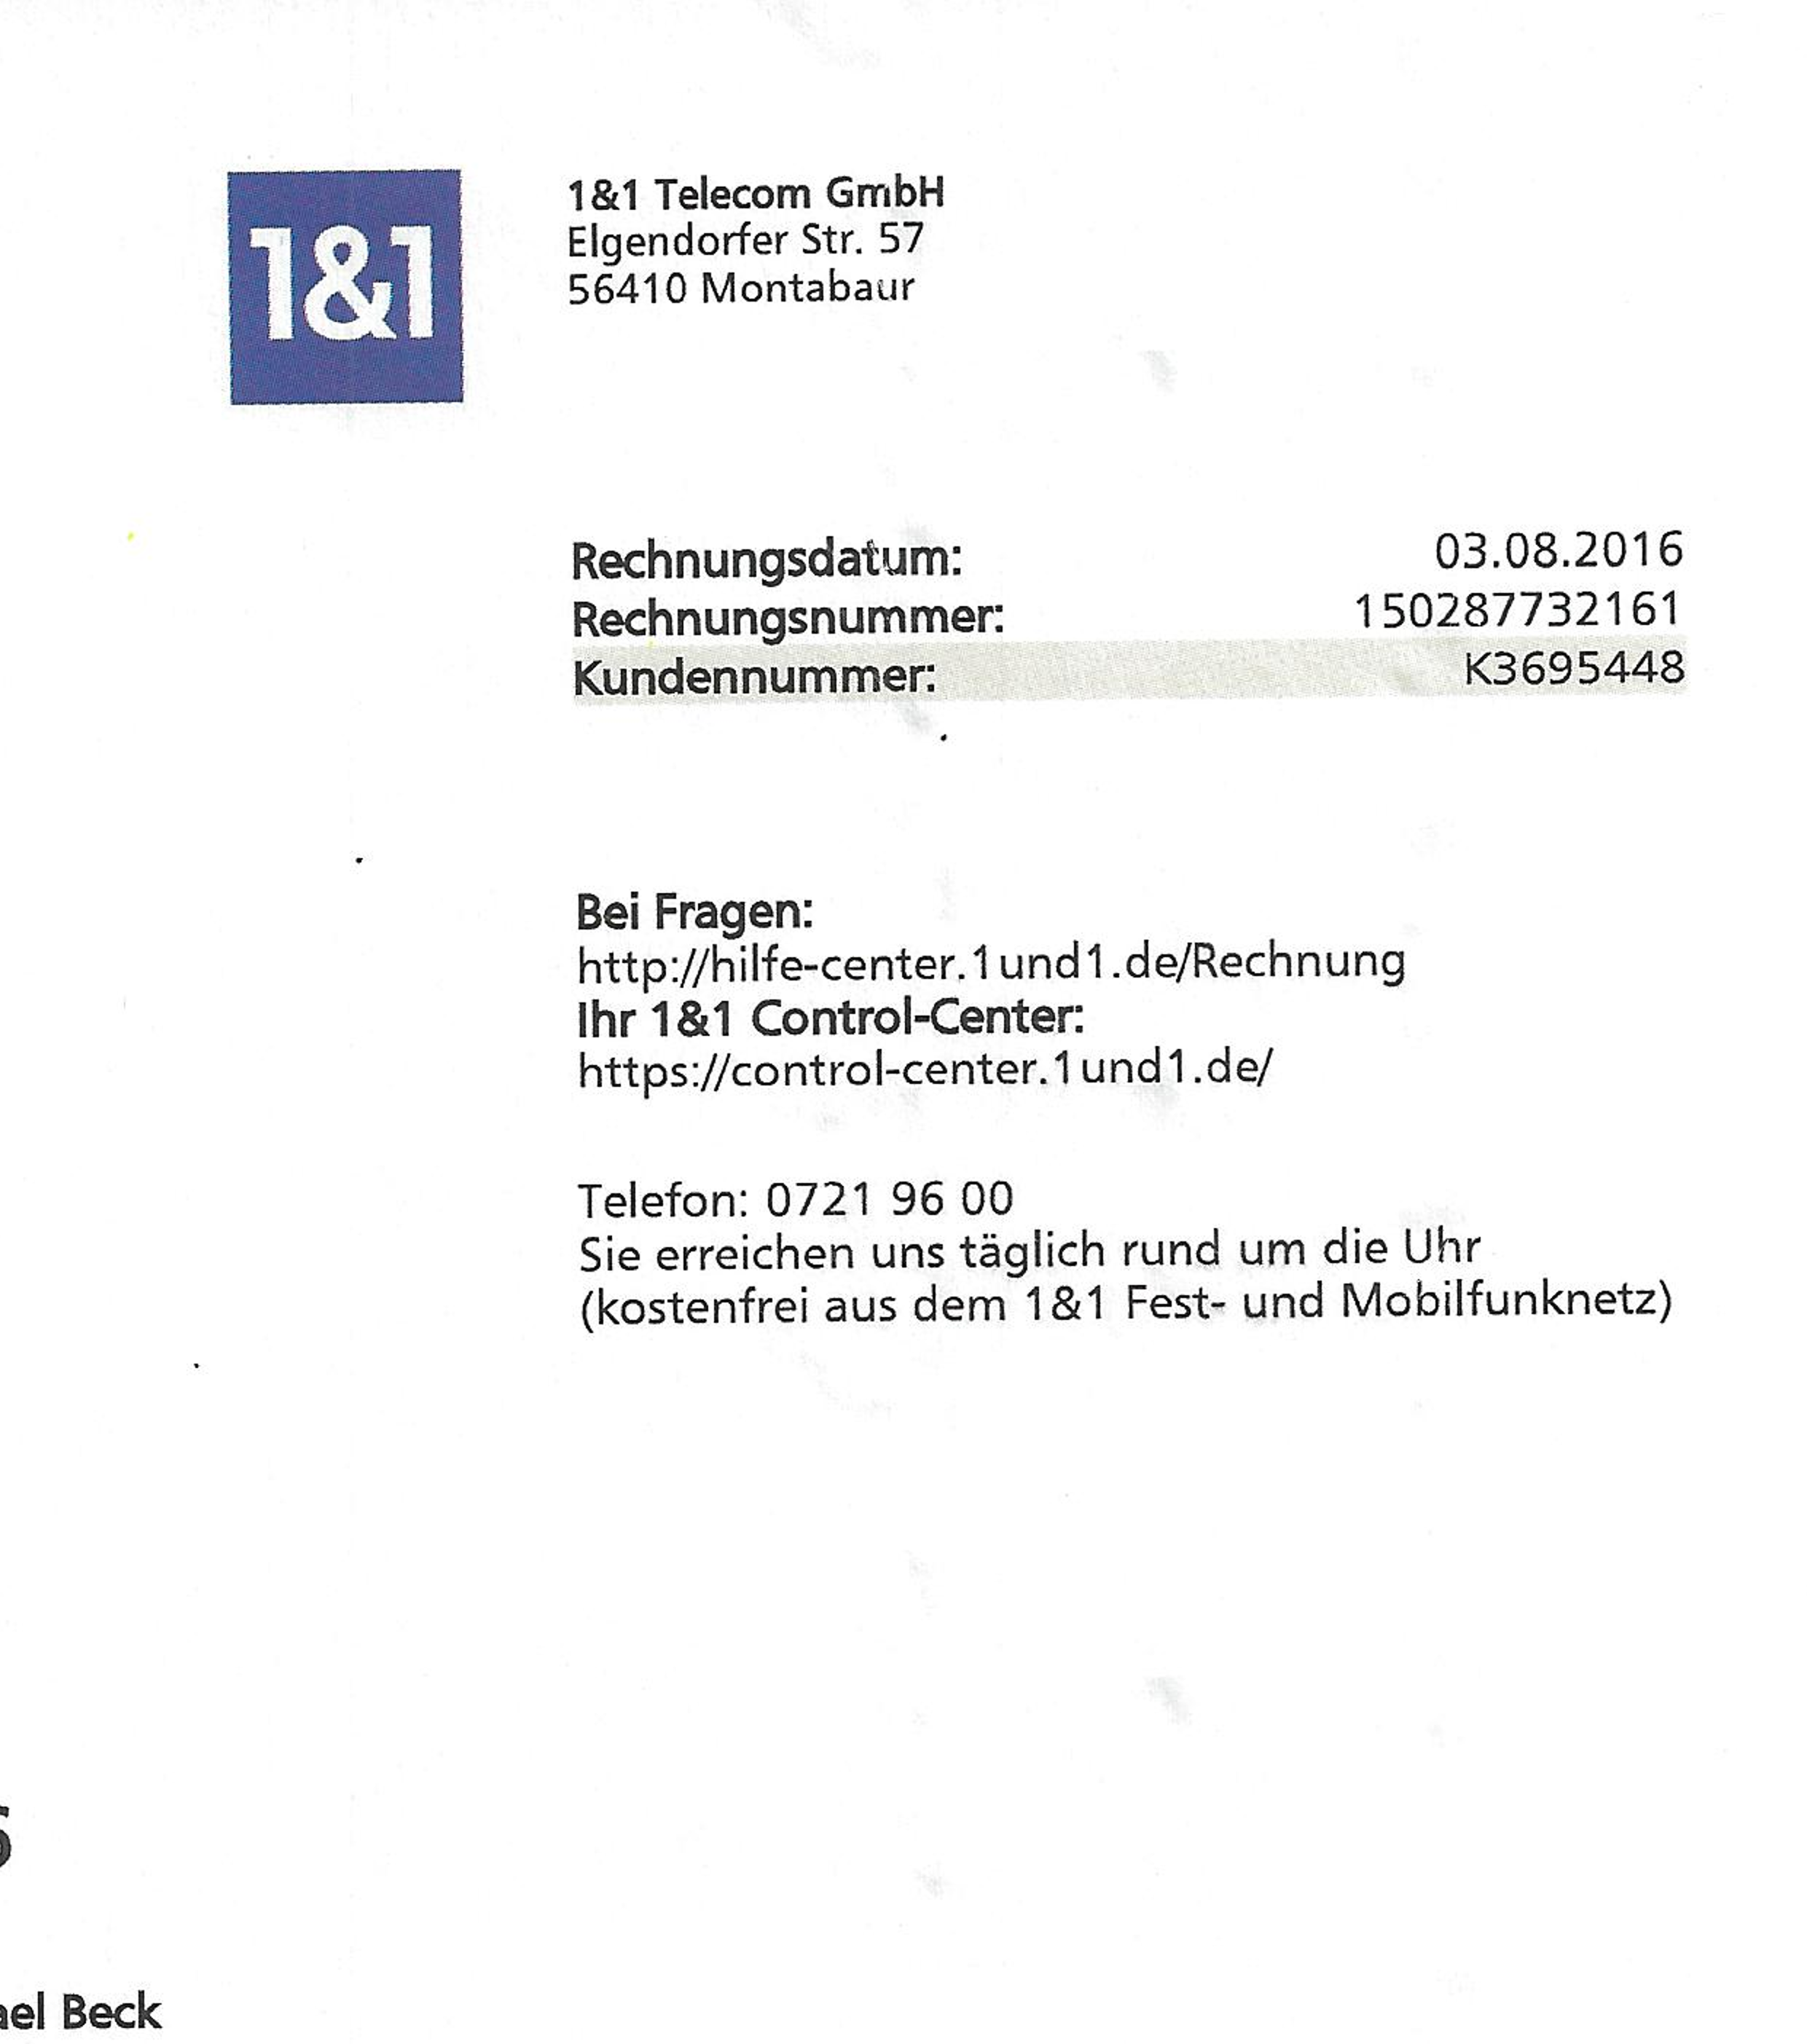 1&1
1&1 Telecom GmbH
Elgendorfer Str. 57
56410 Montabaur
Rechnungsdatum: 03.08.2016
Rechnungsnummer: 150287732161
Kundennummer: K3695448
Bei Fragen:
http://hilfe-center.1und1.de/Rechnung
Ihr 1&1 Control-Center:
https://control-center.1und1.de/
Telefon: 0721 96 00
Sie erreichen uns täglich rund um die Uhr
(kostenfrei aus dem 1&1 Fest- und Mobilfunknetz)
Beck